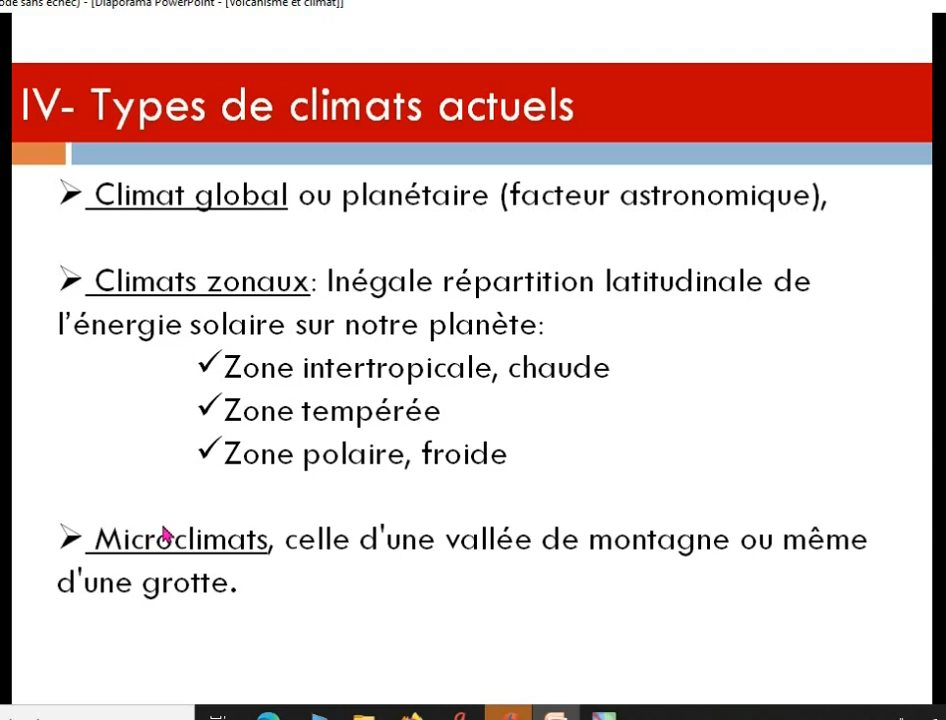 ode sans échec) - [Diaporama PowerPoint - [Volcanisme et climat]]
IV- Types de climats actuels
➢ Climat global ou planétaire (facteur astronomique),
➢ Climats zonaux: Inégale répartition latitudinale de
l'énergie solaire sur notre planète:
✓Zone intertropicale, chaude
✓Zone tempérée
✓Zone polaire, froide
➢ Microclimats, celle d'une vallée de montagne ou même
d'une grotte.